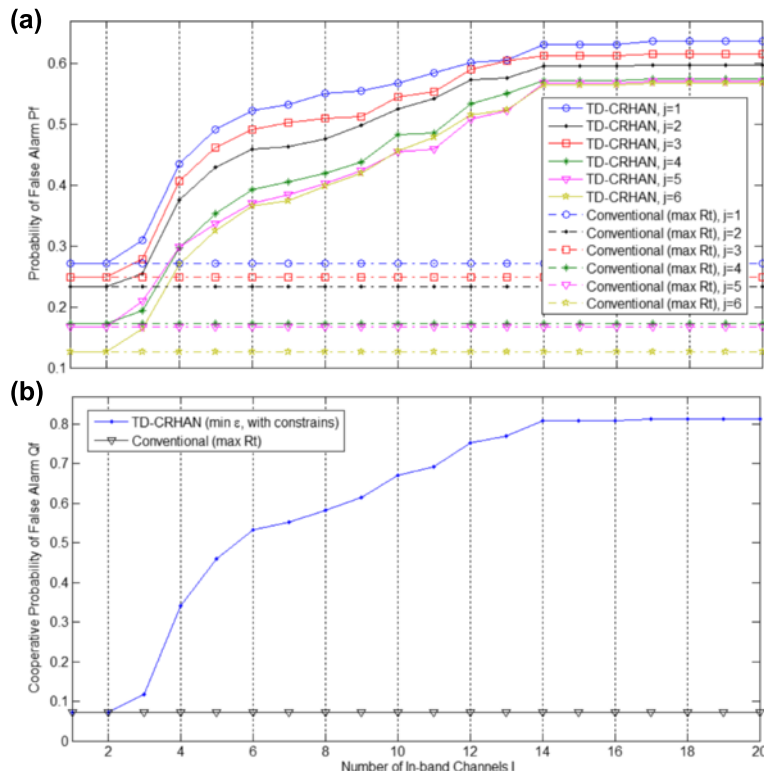 (a)
Probability of False Alarm Pf
0.6
0.5
0.4
0.3
0.2
0.1
TD-CRHAN, j=1
TD-CRHAN, j=2
TD-CRHAN, j=3
TD-CRHAN, j=4
TD-CRHAN, j=5
TD-CRHAN, j=6
Conventional (max Rt), j=1
Conventional (max Rt), j=2
Conventional (max Rt), j=3
Conventional (max Rt), j=4
Conventional (max Rt), j=5
Conventional (max Rt), j=6
(b)
Cooperative Probability of False Alarm Qf
0.8
0.7
0.6
0.5
0.4
0.3
0.2
0.1
0
TD-CRHAN (min ε, with constrains)
Conventional (max Rt)
2 4 6 8 10 12 14 16 18 20
Number of In-band Channels L